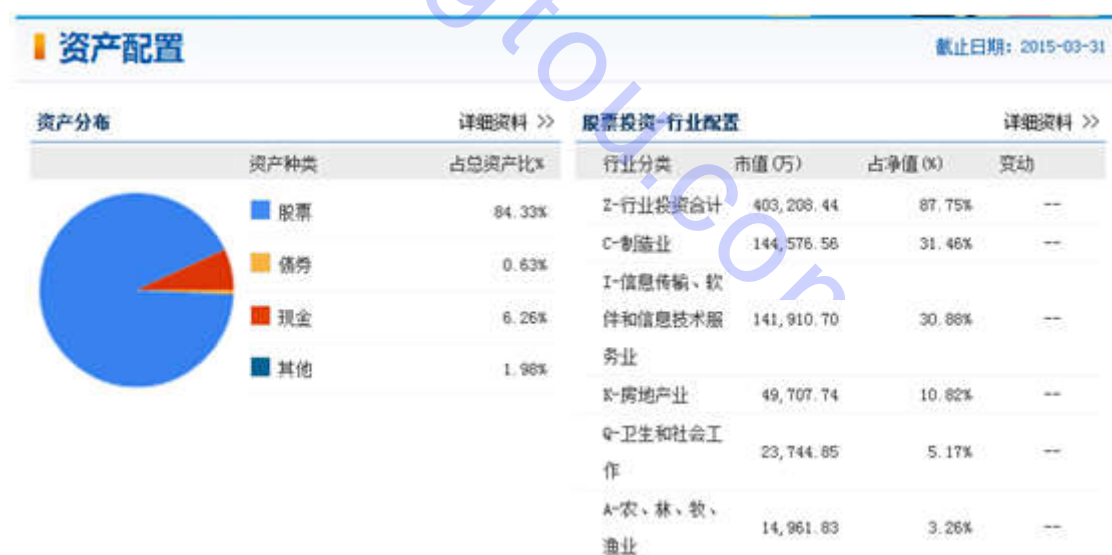 资产配置
截止日期: 2015-03-31
资产分布 详细资料 >>
资产种类 占总资产比%
股票 84.33%
债券 0.63%
现金 6.26%
其他 1.98%
股票投资-行业配置 详细资料 >>
行业分类 市值(万) 占净值(%) 变动
Z-行业投资合计 403,208.44 87.75% --
C-制造业 144,576.56 31.46% --
I-信息传输、软
件和信息技术服 141,910.70 30.88% --
务业
K-房地产业 49,707.74 10.82% --
Q-卫生和社会工
作 23,744.85 5.17% --
A-农、林、牧、
渔业 14,961.83 3.26% --
gtou.com